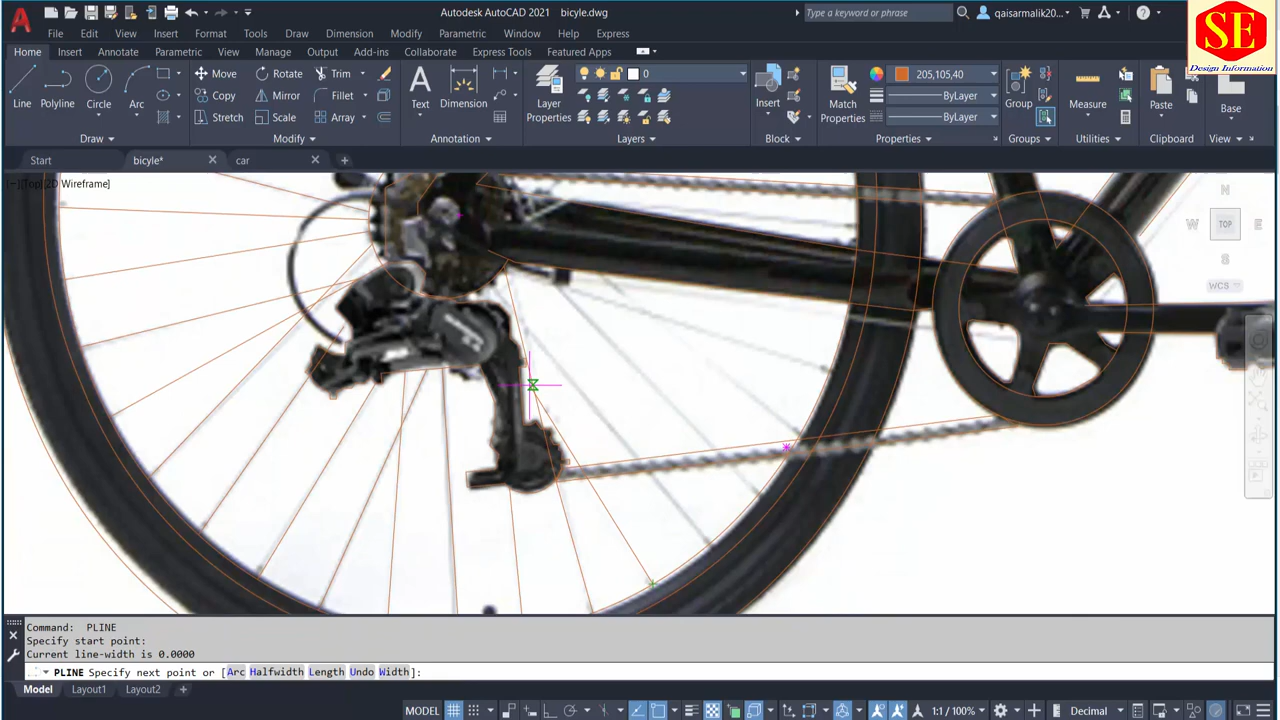 Autodesk AutoCAD 2021 bicyle.dwg
Type a keyword or phrase
qaisarmalik20...
SE
Design Information
File Edit View Insert Format Tools Draw Dimension Modify Parametric Window Help Express
Home Insert Annotate Parametric View Manage Output Add-ins Collaborate Express Tools Featured Apps
Line Polyline Circle Arc
Move Rotate Trim
Copy Mirror Fillet
Stretch Scale Array
Text Dimension
Layer Properties
0
Insert
Match Properties
205,105,40
ByLayer
ByLayer
Group
Measure
Paste
Base
Draw Modify Annotation Layers Block Properties Groups Utilities Clipboard View
Start bicyle* car
[−][Top][2D Wireframe]
N
W TOP E
S
WCS
Command: PLINE
Specify start point:
Current line-width is 0.0000
PLINE Specify next point or [Arc Halfwidth Length Undo Width]:
Model Layout1 Layout2
MODEL 1:1 / 100% Decimal